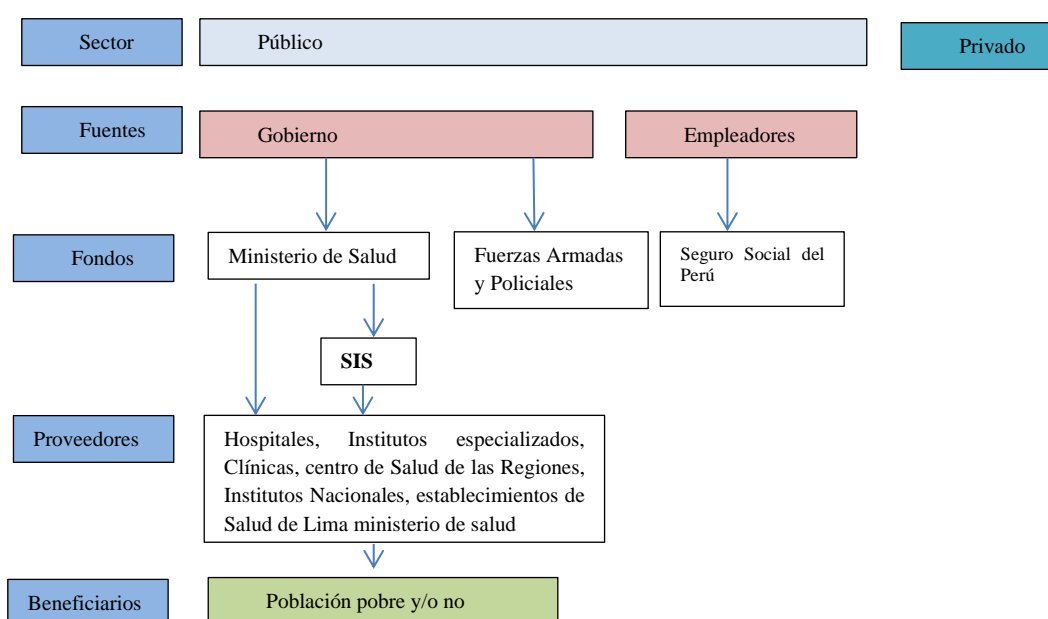 Sector
Público
Privado
Fuentes
Gobierno
Empleadores
Fondos
Ministerio de Salud
Fuerzas Armadas
y Policiales
Seguro Social del
Perú
SIS
Proveedores
Hospitales, Institutos especializados,
Clínicas, centro de Salud de las Regiones,
Institutos Nacionales, establecimientos de
Salud de Lima ministerio de salud
Beneficiarios
Población pobre y/o no